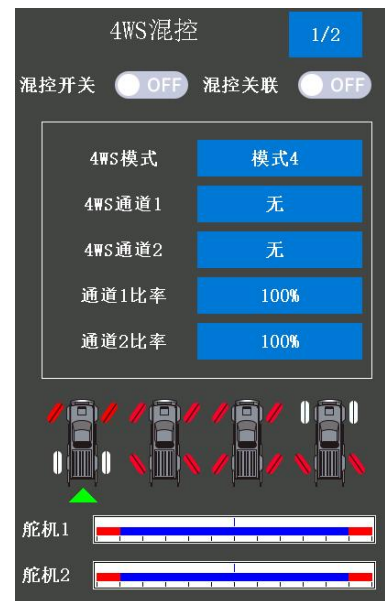 4WS混控 1/2
混控开关 OFF 混控关联 OFF
4WS模式 模式4
4WS通道1 无
4WS通道2 无
通道1比率 100%
通道2比率 100%
舵机1
舵机2